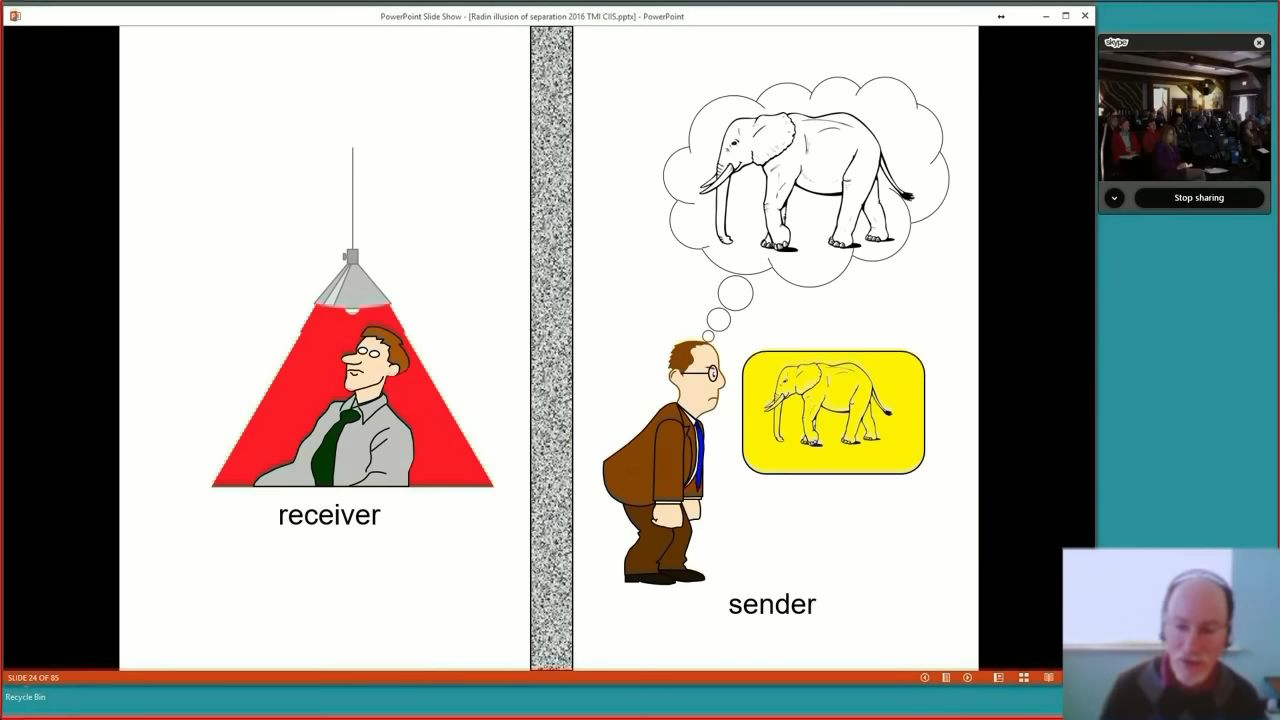 PowerPoint Slide Show - [Radin illusion of separation 2016 TMI CIIS.pptx] - PowerPoint
skype
Stop sharing
receiver
sender
SLIDE 24 OF 85
Recycle Bin